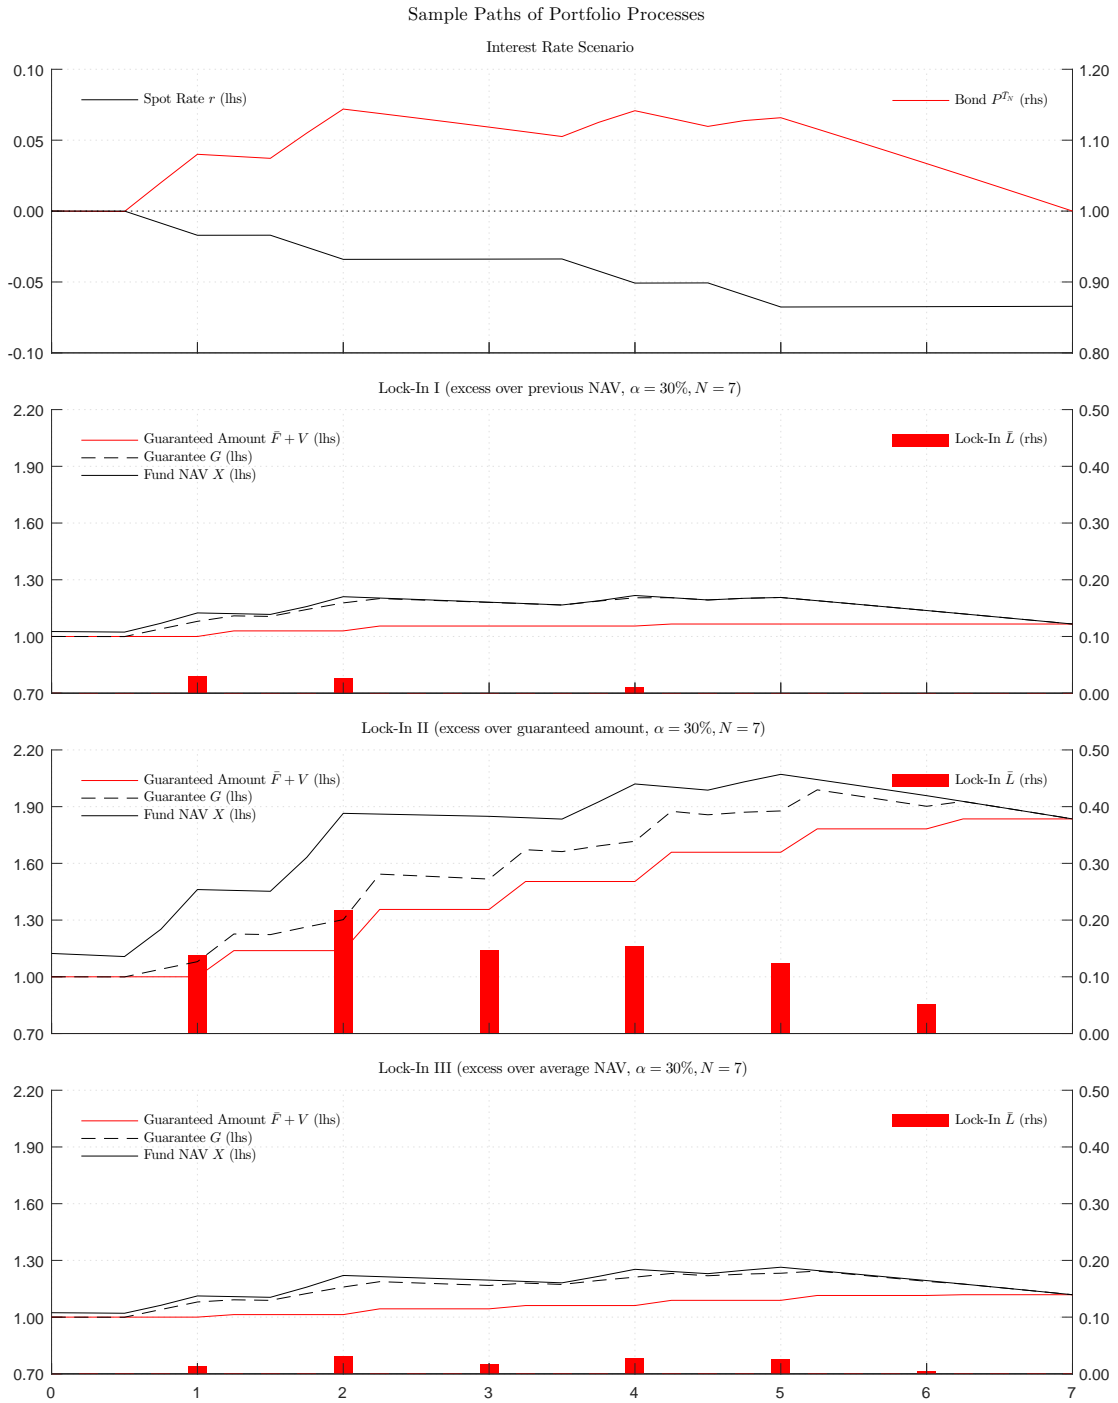 Sample Paths of Portfolio Processes
Interest Rate Scenario
0.10 1.20
Spot Rate r (lhs) Bond P^{T_N} (rhs)
0.05 1.10
0.00 1.00
-0.05 0.90
-0.10 0.80
Lock-In I (excess over previous NAV, α = 30%, N = 7)
2.20 0.50
Guaranteed Amount F̄ + V (lhs) Lock-In L̄ (rhs)
Guarantee G (lhs)
1.90 0.40
Fund NAV X (lhs)
1.60 0.30
1.30 0.20
1.00 0.10
0.70 0.00
Lock-In II (excess over guaranteed amount, α = 30%, N = 7)
2.20 0.50
Guaranteed Amount F̄ + V (lhs) Lock-In L̄ (rhs)
Guarantee G (lhs)
1.90 0.40
Fund NAV X (lhs)
1.60 0.30
1.30 0.20
1.00 0.10
0.70 0.00
Lock-In III (excess over average NAV, α = 30%, N = 7)
2.20 0.50
Guaranteed Amount F̄ + V (lhs) Lock-In L̄ (rhs)
Guarantee G (lhs)
1.90 0.40
Fund NAV X (lhs)
1.60 0.30
1.30 0.20
1.00 0.10
0.70 0.00
0 1 2 3 4 5 6 7